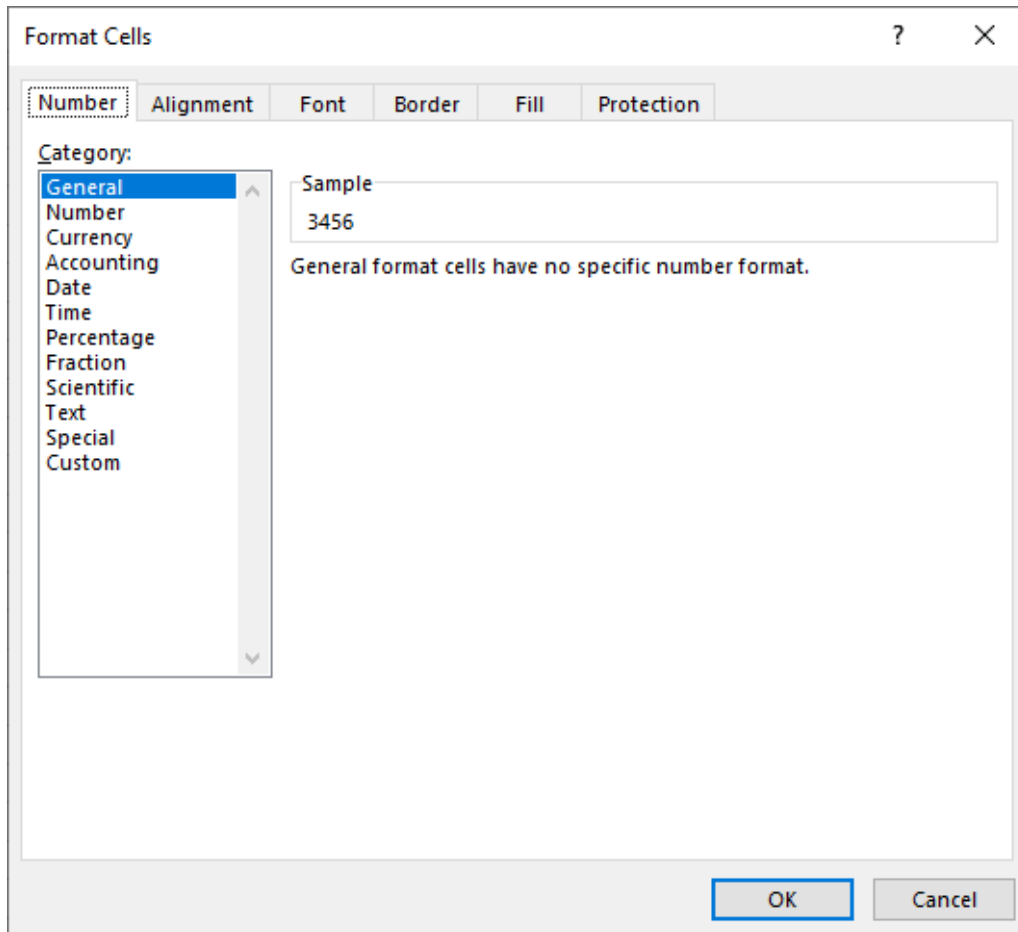 Format Cells
?
Number Alignment Font Border Fill Protection
Category:
General
Number
Currency
Accounting
Date
Time
Percentage
Fraction
Scientific
Text
Special
Custom
Sample
3456
General format cells have no specific number format.
OK Cancel